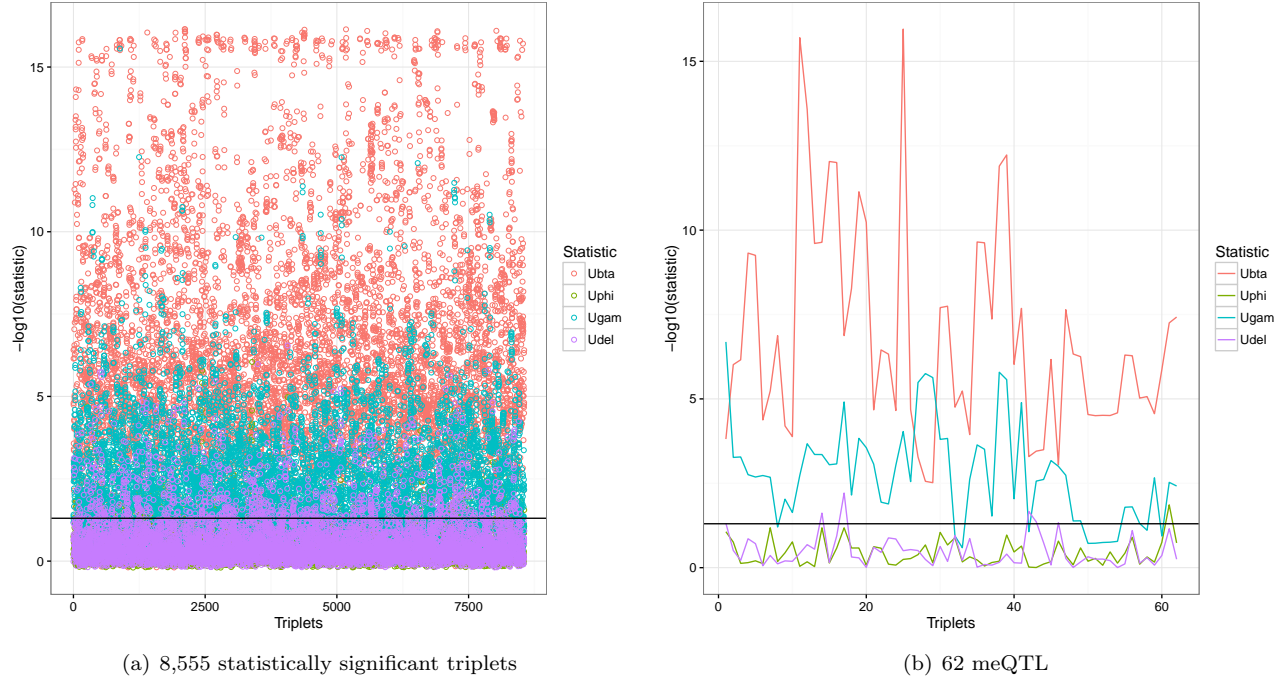 15
10
5
0
−log10(statistic)
0
2500
5000
7500
Triplets
Statistic
Ubta
Uphi
Ugam
Udel
(a) 8,555 statistically significant triplets
15
10
5
0
−log10(statistic)
0
20
40
60
Triplets
Statistic
Ubta
Uphi
Ugam
Udel
(b) 62 meQTL